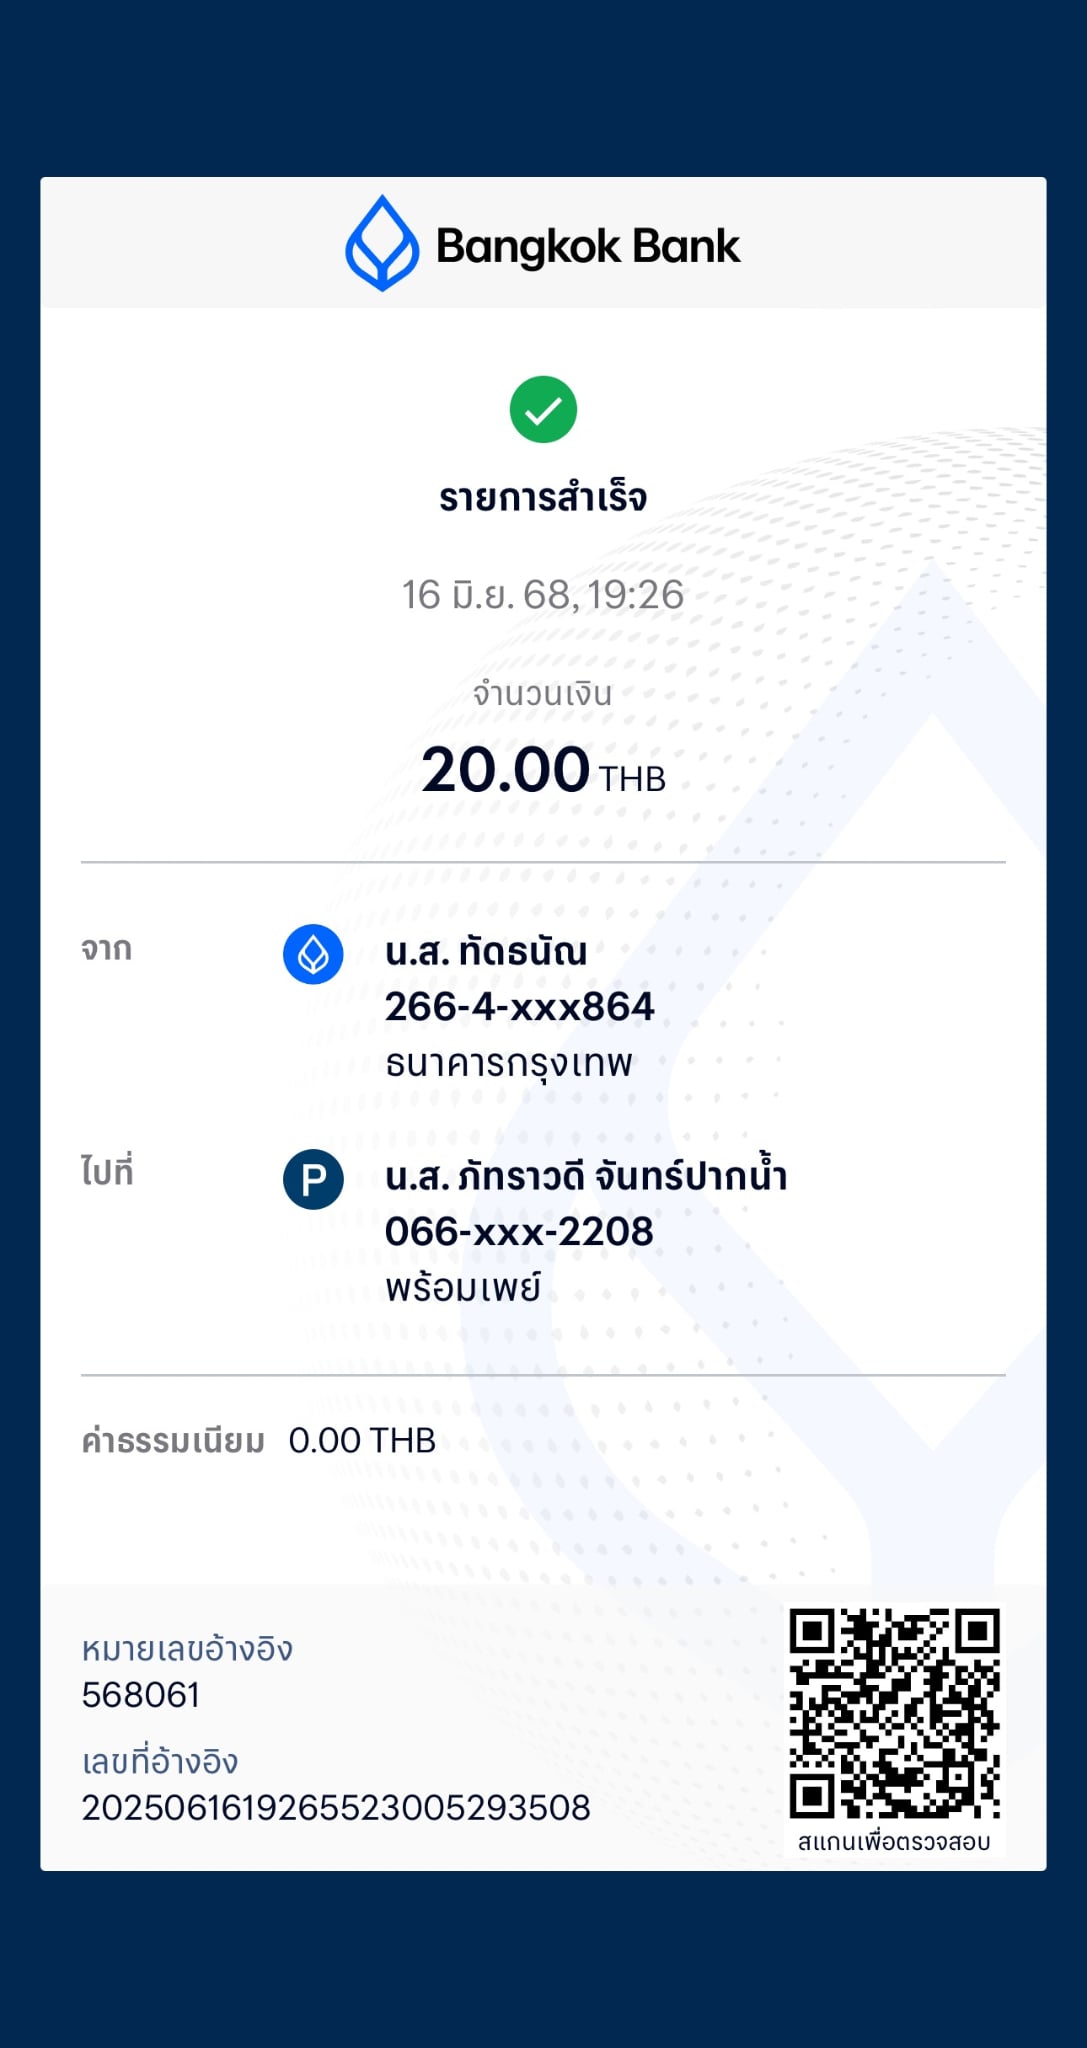 Bangkok Bank
รายการสำเร็จ
16 มิ.ย. 68, 19:26
จำนวนเงิน
20.00 THB
จาก
น.ส. ทัดธนัณ
266-4-xxx864
ธนาคารกรุงเทพ
ไปที่
P
น.ส. ภัทราวดี จันทร์ปากน้ำ
066-xxx-2208
พร้อมเพย์
ค่าธรรมเนียม 0.00 THB
หมายเลขอ้างอิง
568061
เลขที่อ้างอิง
2025061619265523005293508
สแกนเพื่อตรวจสอบ